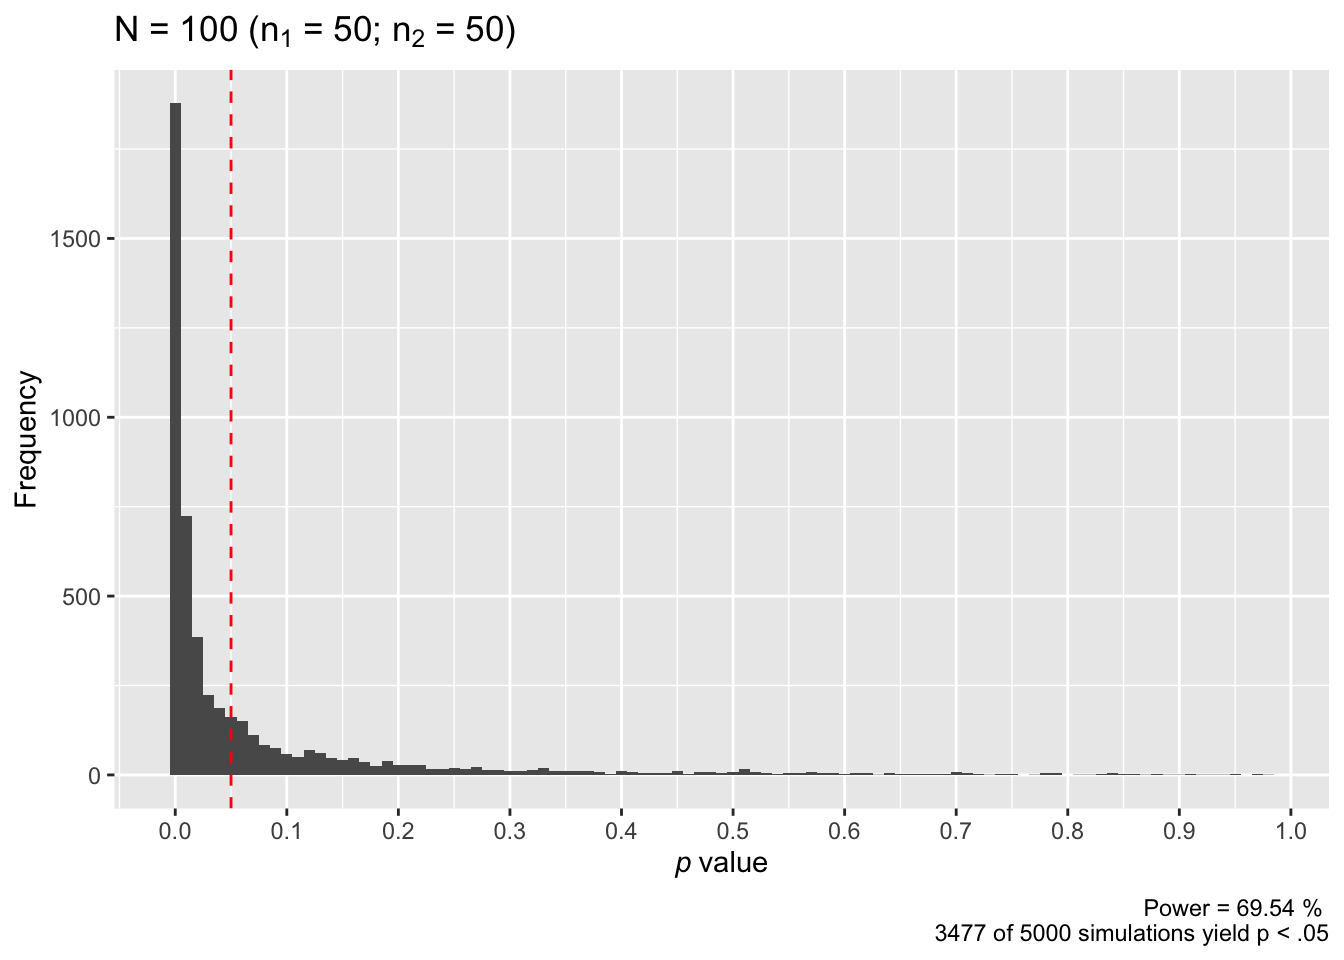 N = 100 (n₁ = 50; n₂ = 50)
1500
1000
500
0
Frequency
0.0 0.1 0.2 0.3 0.4 0.5 0.6 0.7 0.8 0.9 1.0
p value
Power = 69.54 %
3477 of 5000 simulations yield p < .05